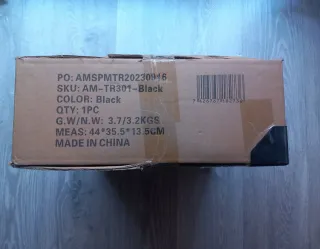 PO: AMSPMTR20230815
SKU: AM-TR301-Black
COLOR: Black
QTY: 1PC
G.W/N.W: 3.7/3.2KGS
MEAS: 44*35.5*13.5CM
MADE IN CHINA